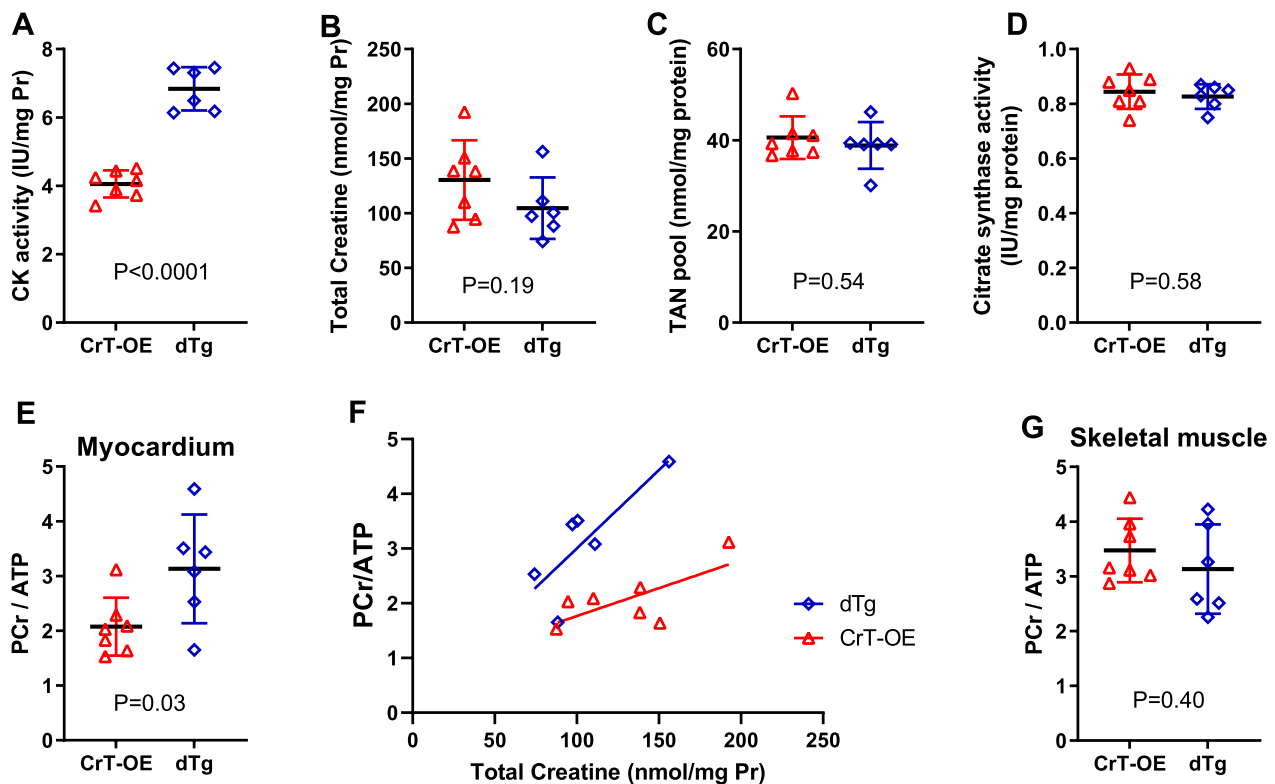 A
CK activity (IU/mg Pr)
8
6
4
2
0
P<0.0001
CrT-OE
dTg
B
Total Creatine (nmol/mg Pr)
250
200
150
100
50
0
P=0.19
CrT-OE
dTg
C
TAN pool (nmol/mg protein)
60
40
20
0
P=0.54
CrT-OE
dTg
D
Citrate synthase activity
(IU/mg protein)
1.0
0.8
0.6
0.4
0.2
0.0
P=0.58
CrT-OE
dTg
E
Myocardium
PCr / ATP
5
4
3
2
1
0
P=0.03
CrT-OE
dTg
F
PCr/ATP
5
4
3
2
1
0
0
50
100
150
200
250
Total Creatine (nmol/mg Pr)
dTg
CrT-OE
G
Skeletal muscle
PCr / ATP
5
4
3
2
1
0
P=0.40
CrT-OE
dTg